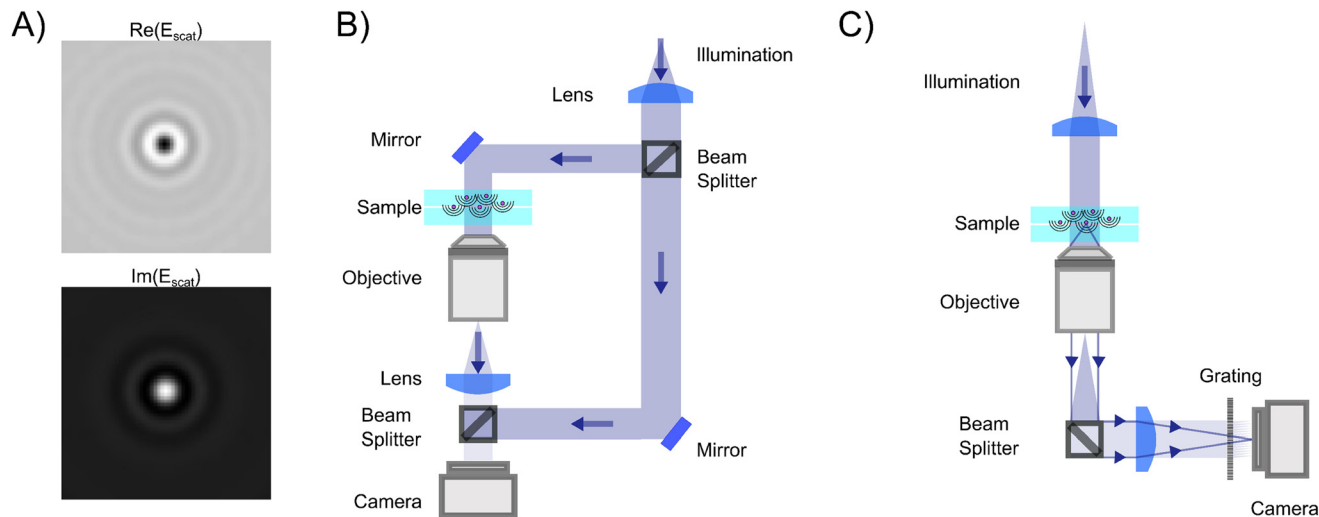 A)
Re(E_scat)
Im(E_scat)
B)
Illumination
Lens
Mirror
Beam
Splitter
Sample
Objective
Lens
Beam
Splitter
Mirror
Camera
C)
Illumination
Sample
Objective
Grating
Beam
Splitter
Camera